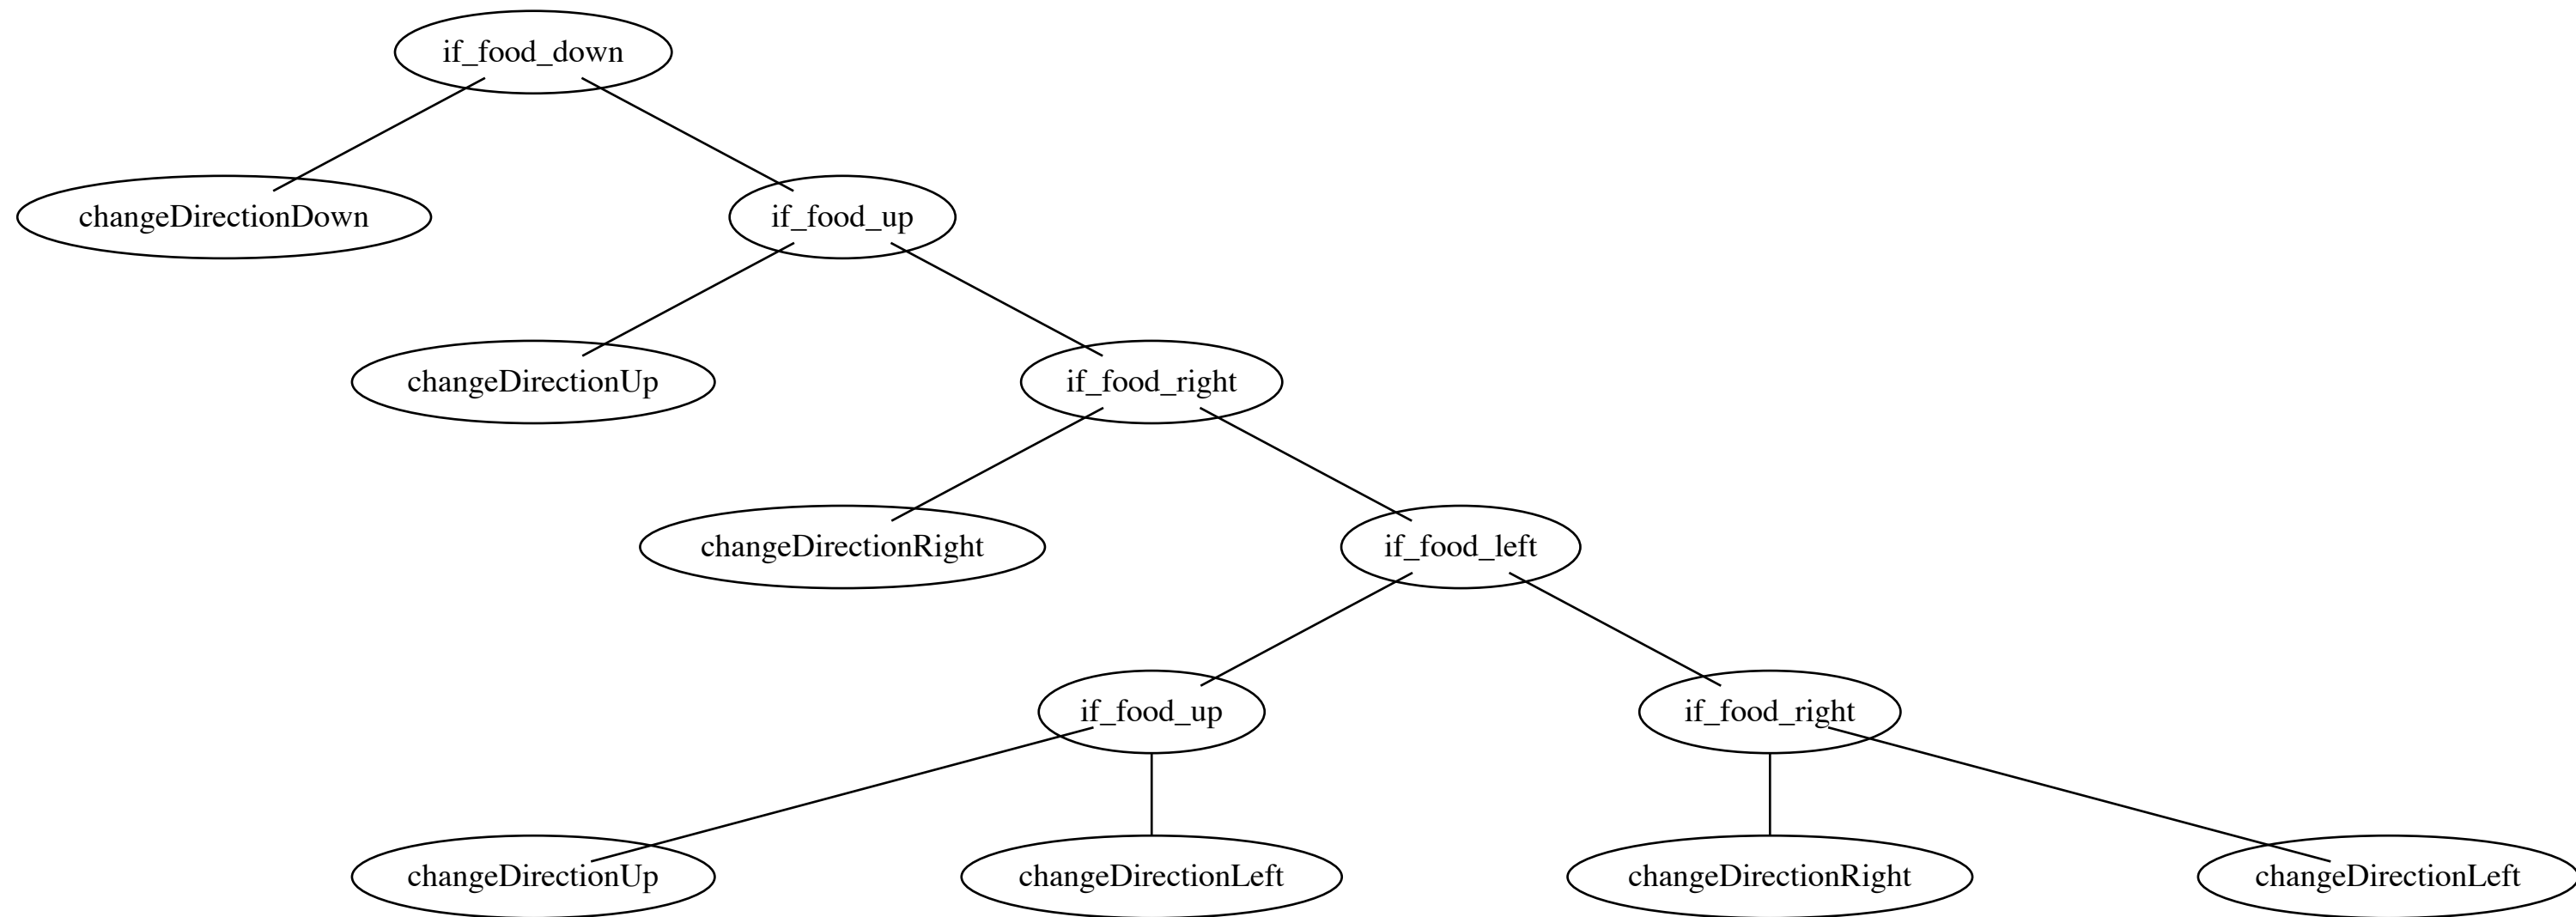 if_food_down
changeDirectionDown
if_food_up
changeDirectionUp
if_food_right
changeDirectionRight
if_food_left
if_food_up
if_food_right
changeDirectionUp
changeDirectionLeft
changeDirectionRight
changeDirectionLeft